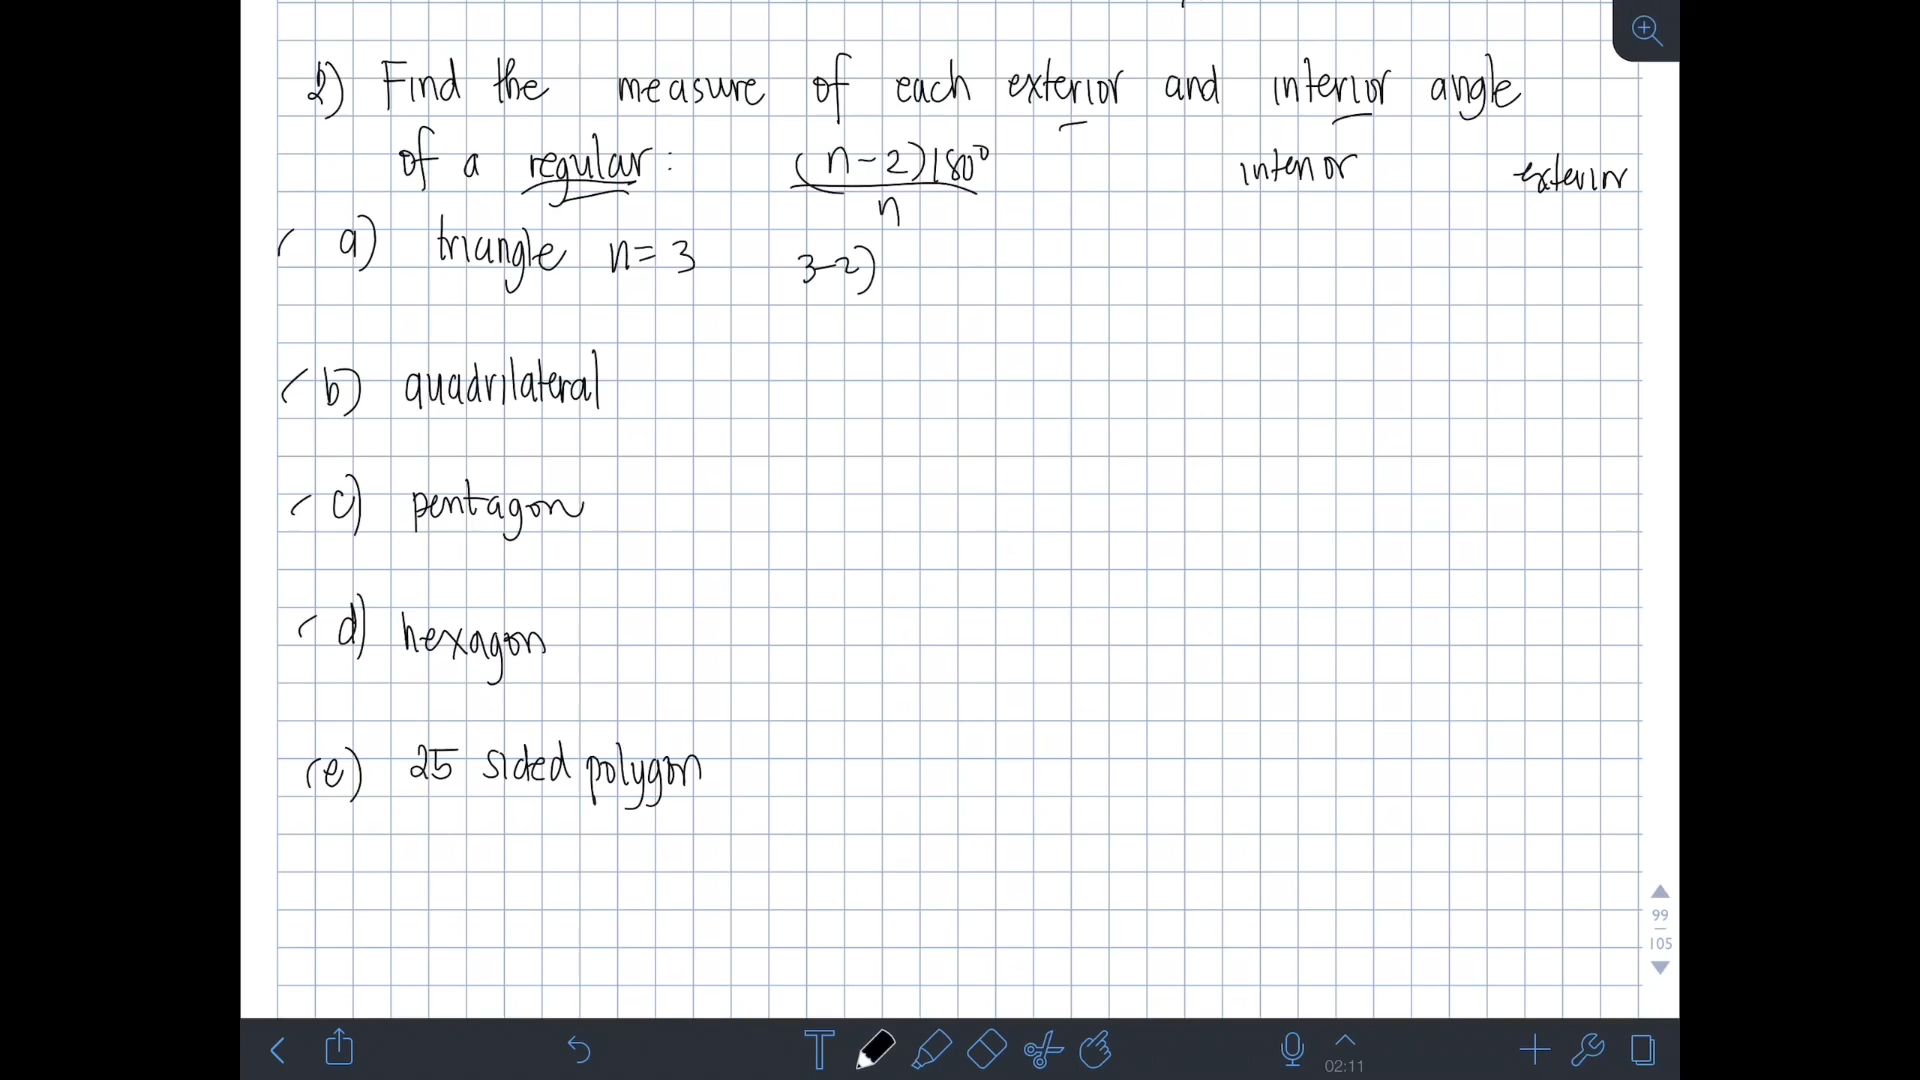 2) Find the measure of each exterior and interior angle
of a regular: (n-2)180° interior exterior
n
a) triangle n=3 3-2)
b) quadrilateral
c) pentagon
d) hexagon
(e) 25 sided polygon
99
105
T
02:11